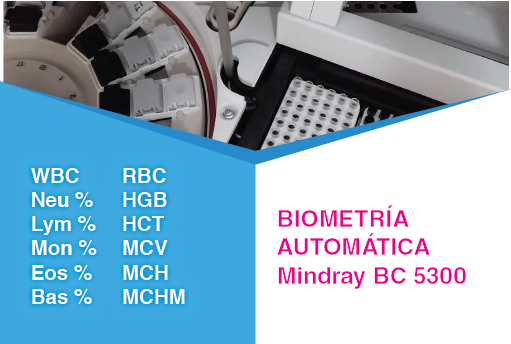 WBC
Neu %
Lym %
Mon %
Eos %
Bas %
RBC
HGB
HCT
MCV
MCH
MCHM
BIOMETRÍA
AUTOMÁTICA
Mindray BC 5300